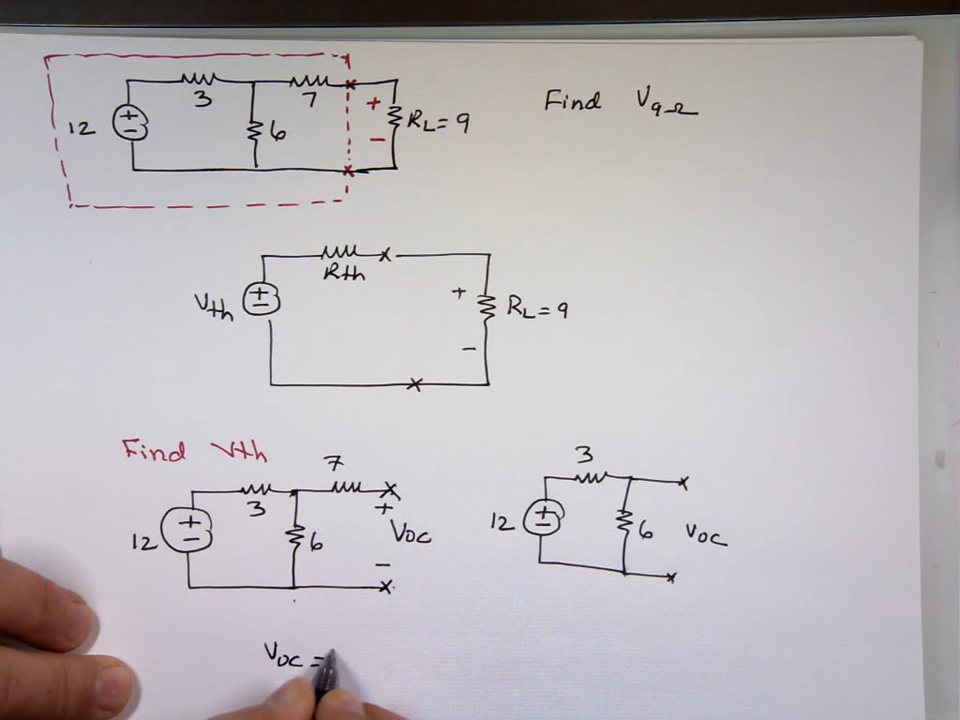 3 7
12 + − 6 + − RL = 9
Find V9Ω
Rth
Vth + − + − RL = 9
Find Vth
7
3
12 + − 6 + Voc −
3
12 + − 6 Voc
Voc =